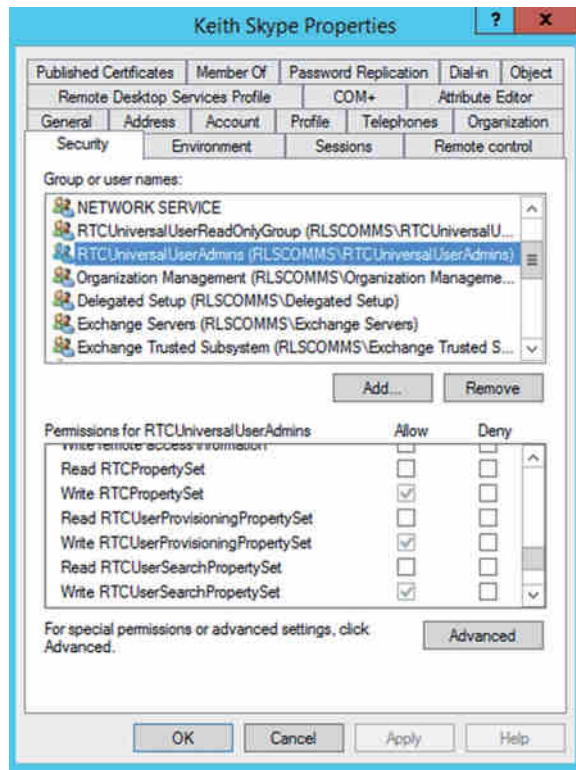 Keith Skype Properties
?
x
Published Certificates Member Of Password Replication Dial-in Object
Remote Desktop Services Profile COM+ Attribute Editor
General Address Account Profile Telephones Organization
Security Environment Sessions Remote control
Group or user names:
NETWORK SERVICE
RTCUniversalUserReadOnlyGroup (RLSCOMMS\RTCUniversalU...
RTCUniversalUserAdmins (RLSCOMMS\RTCUniversalUserAdmins)
Organization Management (RLSCOMMS\Organization Manageme...
Delegated Setup (RLSCOMMS\Delegated Setup)
Exchange Servers (RLSCOMMS\Exchange Servers)
Exchange Trusted Subsystem (RLSCOMMS\Exchange Trusted S...
Add... Remove
Permissions for RTCUniversalUserAdmins Allow Deny
Write remote access information
Read RTCPropertySet
Write RTCPropertySet
Read RTCUserProvisioningPropertySet
Write RTCUserProvisioningPropertySet
Read RTCUserSearchPropertySet
Write RTCUserSearchPropertySet
For special permissions or advanced settings, click
Advanced.
Advanced
OK Cancel Apply Help